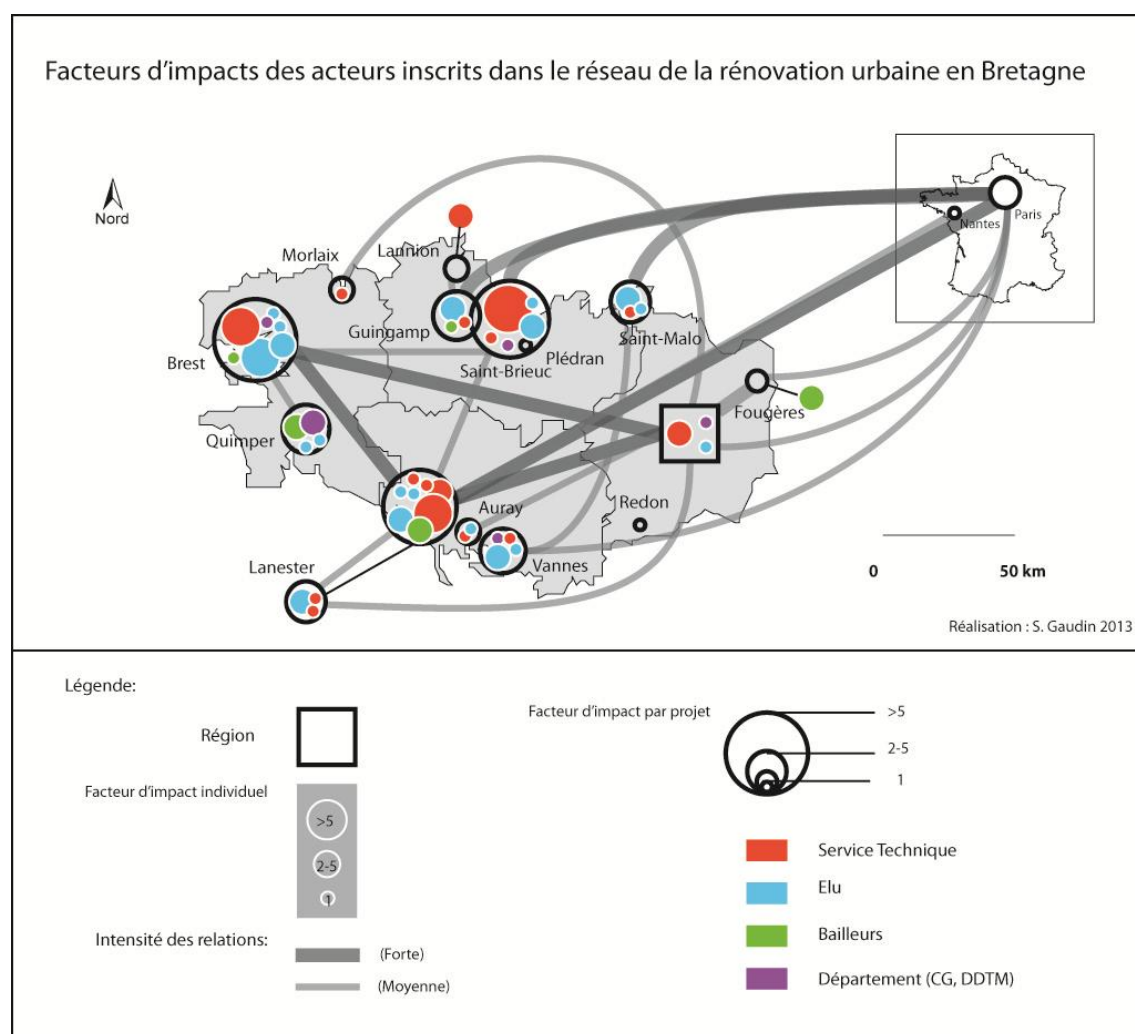 Facteurs d'impacts des acteurs inscrits dans le réseau de la rénovation urbaine en Bretagne
Nord
Paris
Nantes
Lannion
Morlaix
Guingamp
Saint-Malo
Plédran
Saint-Brieuc
Brest
Fougères
Quimper
Redon
Auray
Vannes
Lanester
0 50 km
Réalisation : S. Gaudin 2013
Légende:
Région
Facteur d'impact individuel
>5
2-5
1
Intensité des relations:
(Forte)
(Moyenne)
Facteur d'impact par projet
>5
2-5
1
Service Technique
Elu
Bailleurs
Département (CG, DDTM)